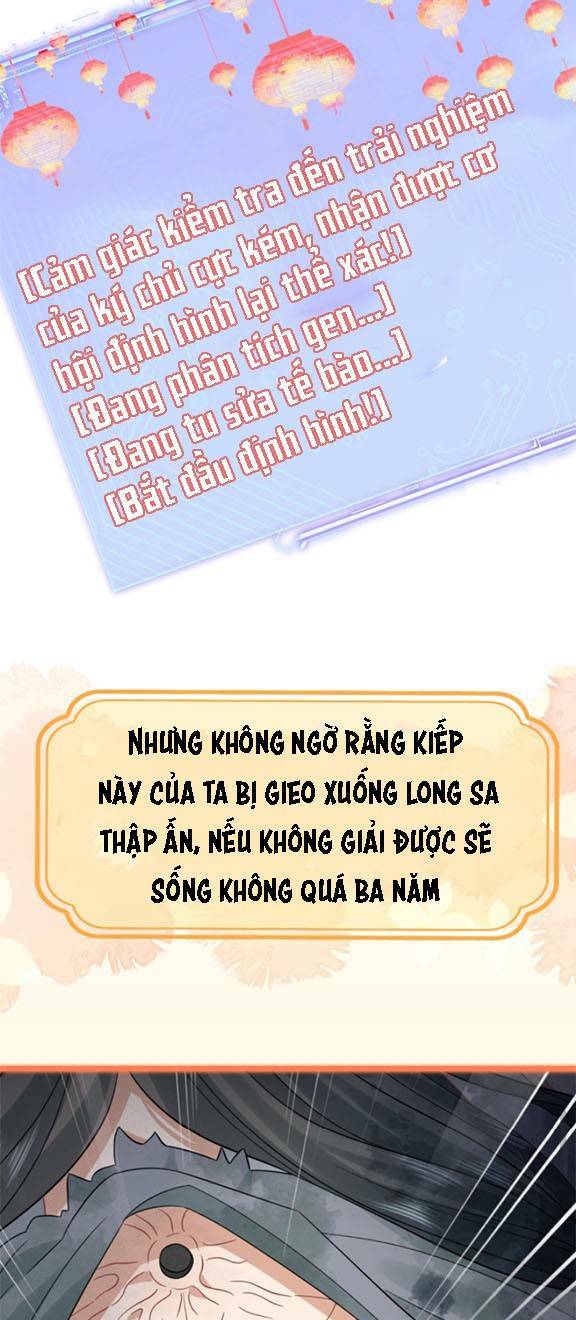 [Cảm giác kiểm tra đến trải nghiệm
của ký chủ cực kém, nhận được cơ
hội định hình lại thể xác!]
[Đang phân tích gen...]
[Đang tu sửa tế bào...]
[Bắt đầu định hình!]
NHƯNG KHÔNG NGỜ RẰNG KIẾP
NÀY CỦA TA BỊ GIEO XUỐNG LONG SA
THẬP ẤN, NẾU KHÔNG GIẢI ĐƯỢC SẼ
SỐNG KHÔNG QUÁ BA NĂM